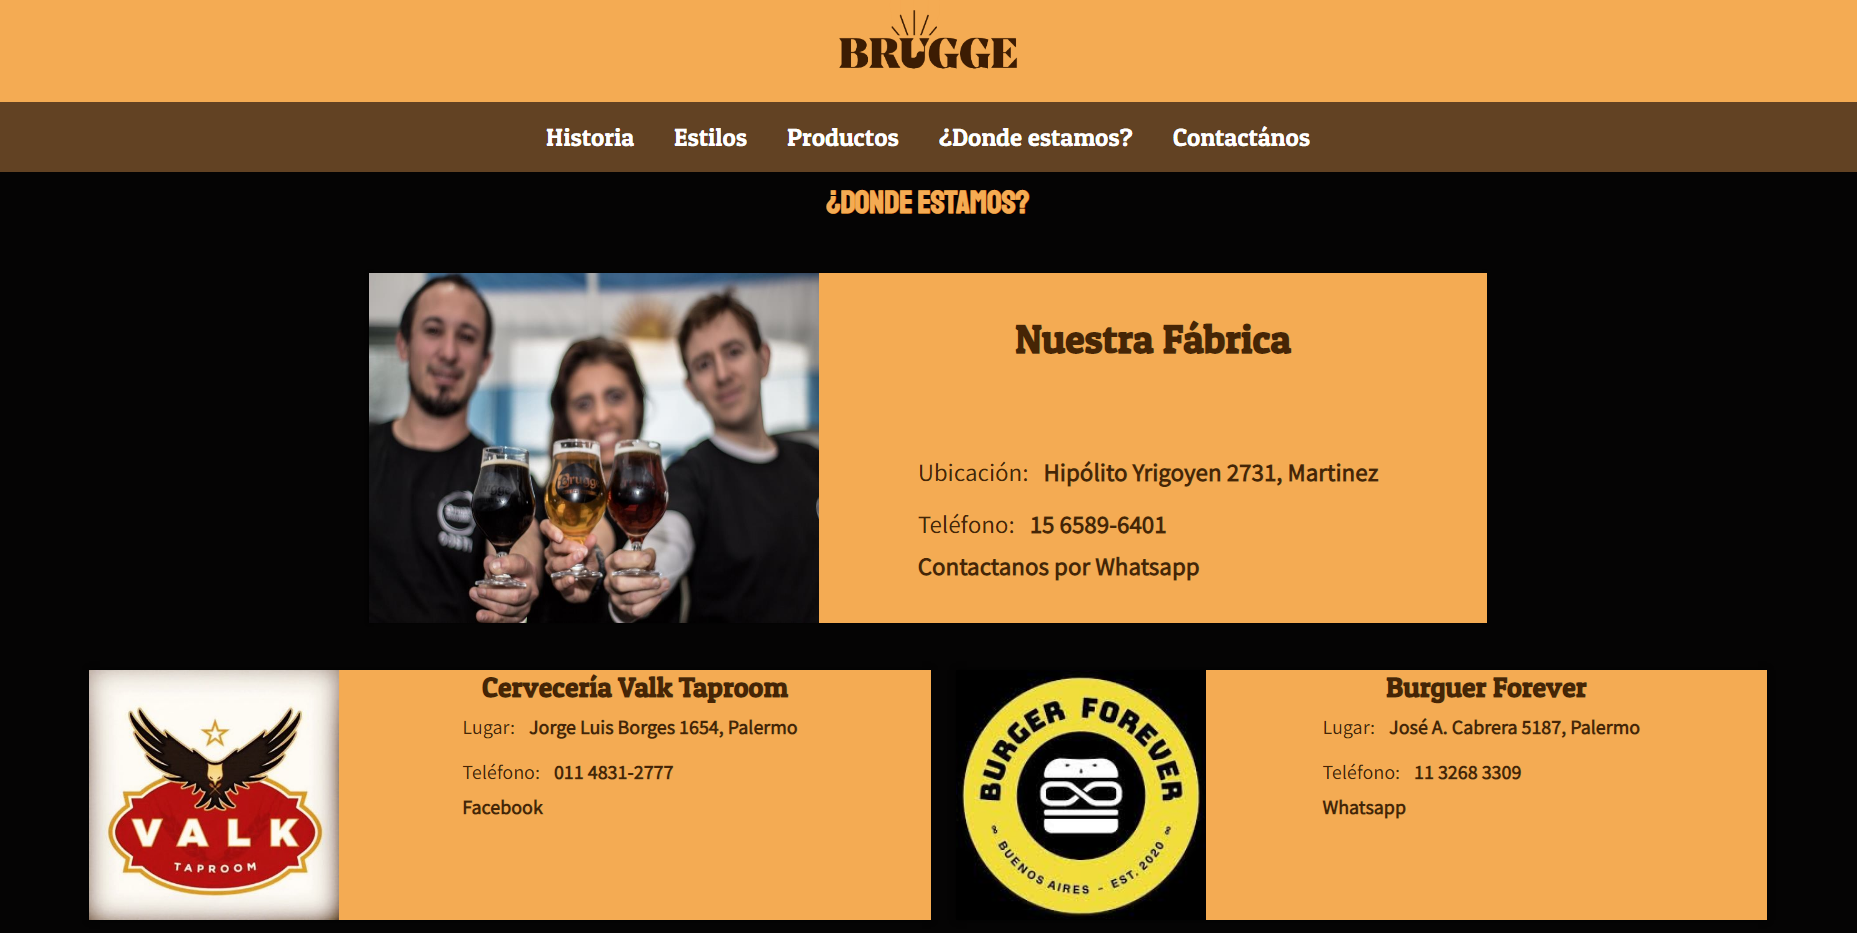 BRUGGE
Historia Estilos Productos ¿Donde estamos? Contactános
¿DONDE ESTAMOS?
Nuestra Fábrica
Ubicación: Hipólito Yrigoyen 2731, Martinez
Teléfono: 15 6589-6401
Contactanos por Whatsapp
VALK
TAPROOM
Cervecería Valk Taproom
Lugar: Jorge Luis Borges 1654, Palermo
Teléfono: 011 4831-2777
Facebook
BURGER FOREVER
∞ BUENOS AIRES - EST. 2020 ∞
Burguer Forever
Lugar: José A. Cabrera 5187, Palermo
Teléfono: 11 3268 3309
Whatsapp